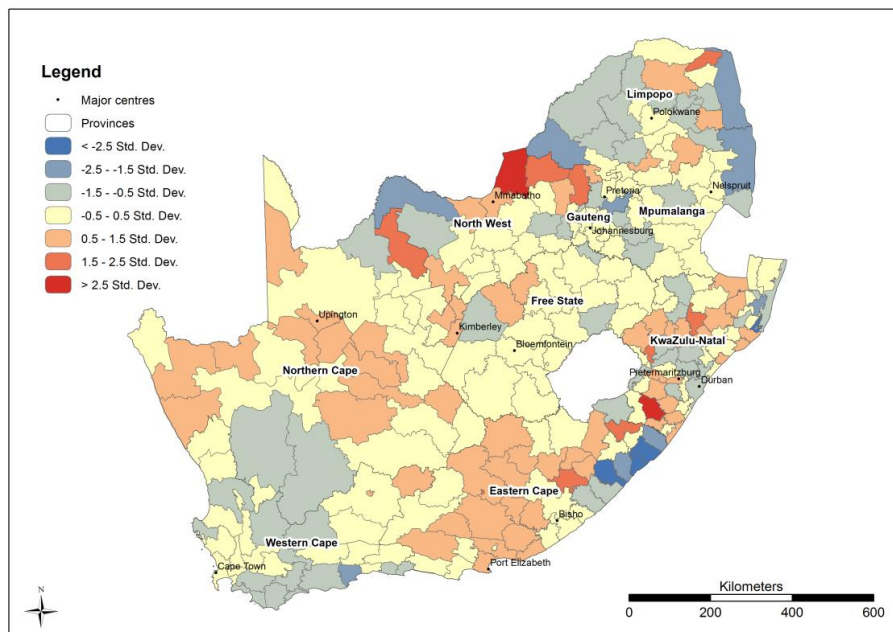 Legend
Major centres
Provinces
< -2.5 Std. Dev.
-2.5 - -1.5 Std. Dev.
-1.5 - -0.5 Std. Dev.
-0.5 - 0.5 Std. Dev.
0.5 - 1.5 Std. Dev.
1.5 - 2.5 Std. Dev.
> 2.5 Std. Dev.
Limpopo
Polokwane
Nelspruit
Pretoria
Mmabatho
Mpumalanga
Gauteng
North West
Johannesburg
Free State
Upington
Kimberley
KwaZulu-Natal
Bloemfontein
Northern Cape
Pietermaritzburg
Durban
Eastern Cape
Bisho
Western Cape
Cape Town
Port Elizabeth
Kilometers
0 200 400 600
N